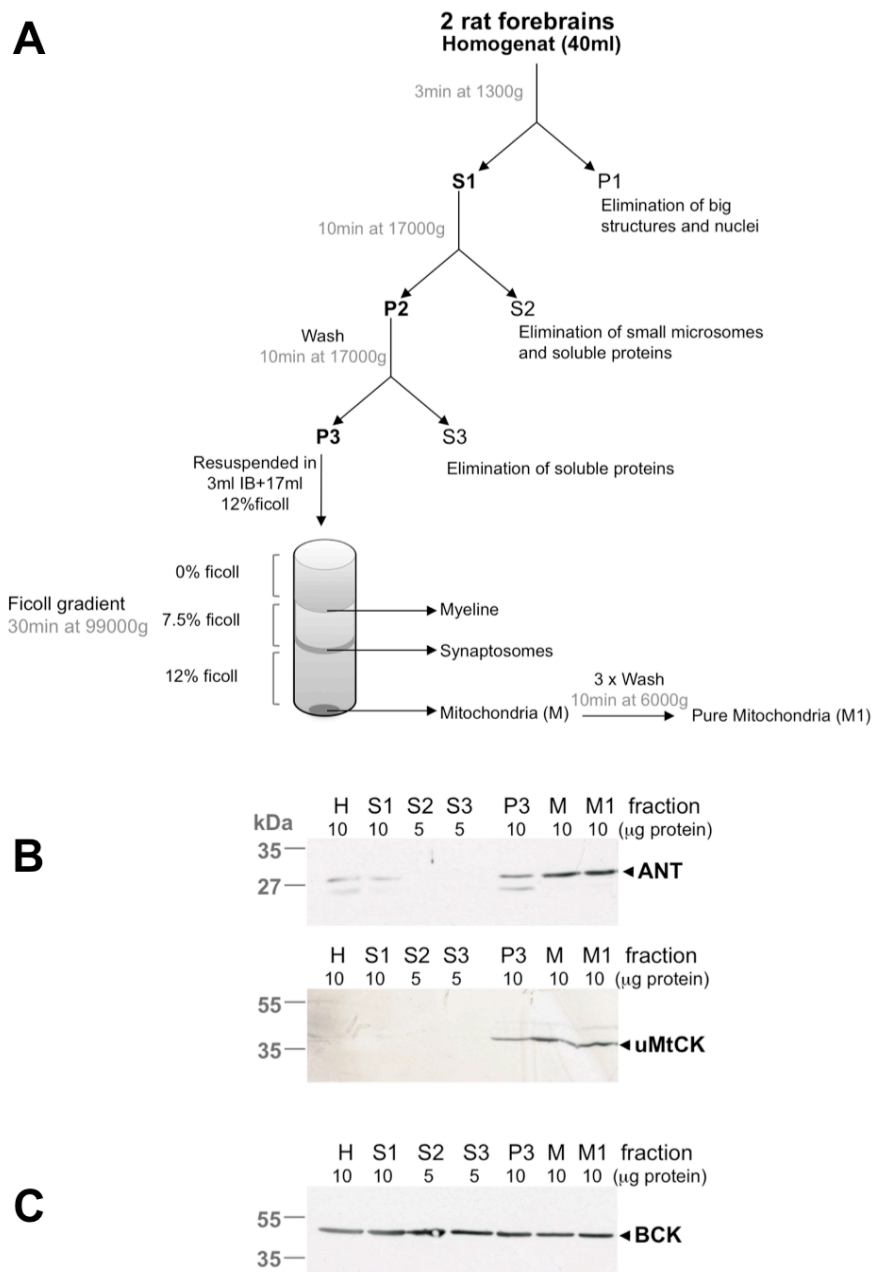 A
2 rat forebrains
Homogenat (40ml)
3min at 1300g
S1
P1
Elimination of big
structures and nuclei
10min at 17000g
P2
S2
Wash
10min at 17000g
Elimination of small microsomes
and soluble proteins
P3
S3
Resuspended in
3ml IB+17ml
12%ficoll
Elimination of soluble proteins
0% ficoll
Ficoll gradient
30min at 99000g
7.5% ficoll
12% ficoll
Myeline
Synaptosomes
Mitochondria (M)
3 x Wash
10min at 6000g
Pure Mitochondria (M1)
B
H S1 S2 S3 P3 M M1 fraction
kDa 10 10 5 5 10 10 10 (μg protein)
35
27
ANT
H S1 S2 S3 P3 M M1 fraction
10 10 5 5 10 10 10 (μg protein)
55
35
uMtCK
C
H S1 S2 S3 P3 M M1 fraction
10 10 5 5 10 10 10 (μg protein)
55
35
BCK